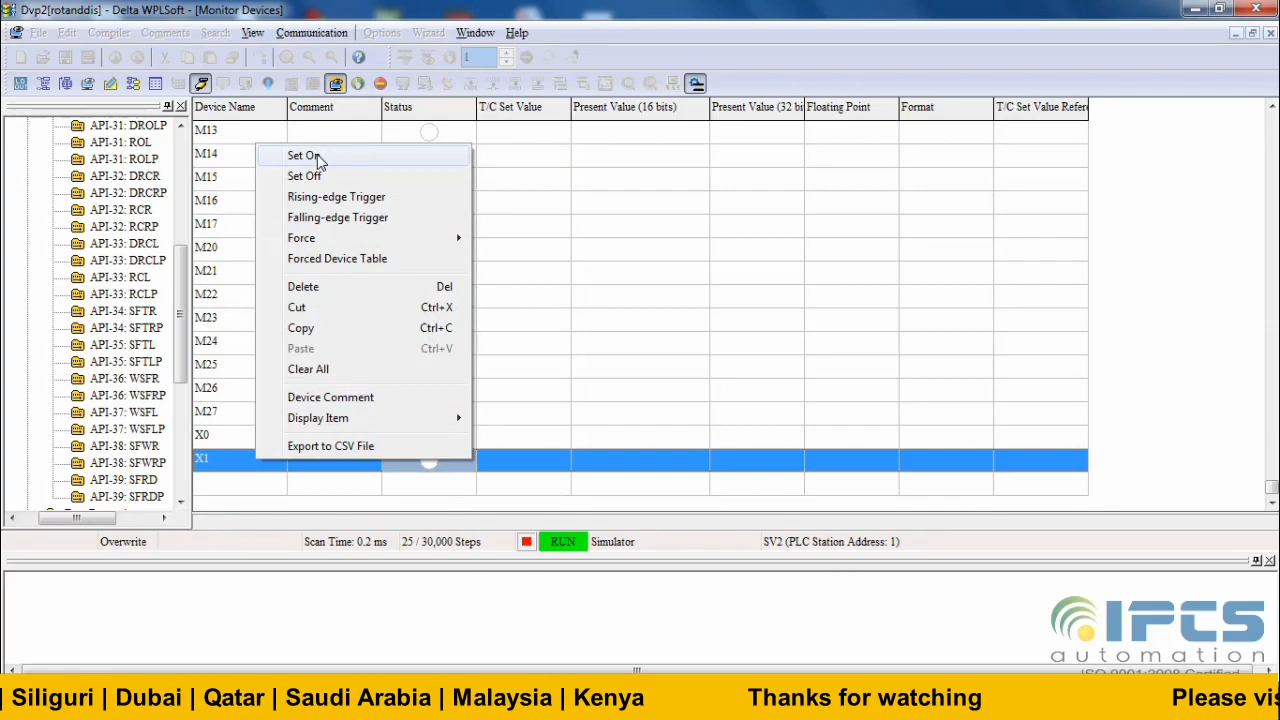 Dvp2[rotanddis] - Delta WPLSoft - [Monitor Devices]
File Edit Compiler Comments Search View Communication Options Wizard Window Help
1
Device Name Comment Status T/C Set Value Present Value (16 bits) Present Value (32 bi Floating Point Format T/C Set Value Refere
API-31: DROLP
API-31: ROL
API-31: ROLP
API-32: DRCR
API-32: DRCRP
API-32: RCR
API-32: RCRP
API-33: DRCL
API-33: DRCLP
API-33: RCL
API-33: RCLP
API-34: SFTR
API-34: SFTRP
API-35: SFTL
API-35: SFTLP
API-36: WSFR
API-36: WSFRP
API-37: WSFL
API-37: WSFLP
API-38: SFWR
API-38: SFWRP
API-39: SFRD
API-39: SFRDP
M13
M14
M15
M16
M17
M20
M21
M22
M23
M24
M25
M26
M27
X0
X1
Set On
Set Off
Rising-edge Trigger
Falling-edge Trigger
Force
Forced Device Table
Delete Del
Cut Ctrl+X
Copy Ctrl+C
Paste Ctrl+V
Clear All
Device Comment
Display Item
Export to CSV File
Overwrite Scan Time: 0.2 ms 25 / 30,000 Steps RUN Simulator SV2 (PLC Station Address: 1)
IPCS
automation
ISO 9001:2008 Certified
| Siliguri | Dubai | Qatar | Saudi Arabia | Malaysia | Kenya Thanks for watching Please vis